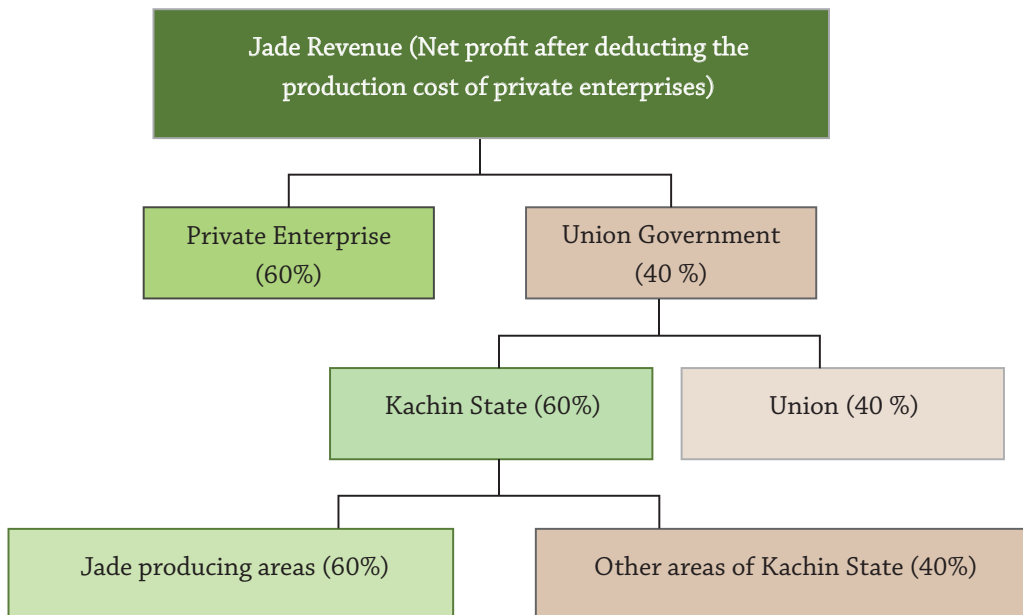 Jade Revenue (Net profit after deducting the
production cost of private enterprises)
Private Enterprise
(60%)
Union Government
(40 %)
Kachin State (60%)
Union (40 %)
Jade producing areas (60%)
Other areas of Kachin State (40%)